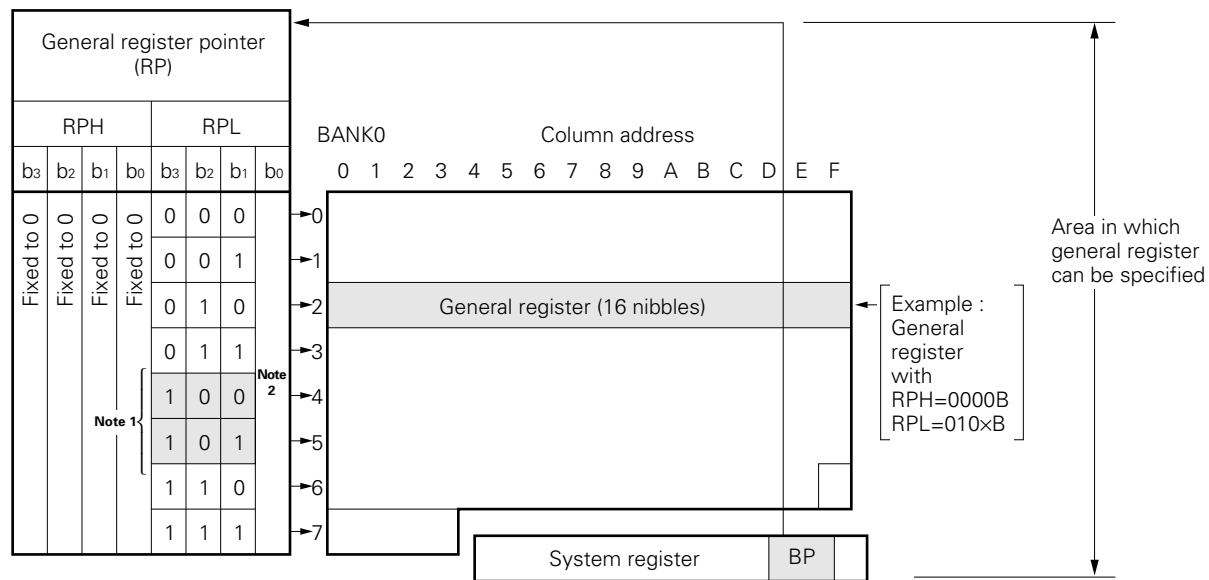 General register pointer
(RP)
RPH RPL
b3 b2 b1 b0 b3 b2 b1 b0
Fixed to 0
Fixed to 0
Fixed to 0
Fixed to 0
0 0 0
0 0 1
0 1 0
0 1 1
1 0 0
1 0 1
1 1 0
1 1 1
Note 1
Note
2
BANK0 Column address
0 1 2 3 4 5 6 7 8 9 A B C D E F
0
1
2
3
4
5
6
7
General register (16 nibbles)
System register BP
Example :
General
register
with
RPH=0000B
RPL=010×B
Area in which
general register
can be specified